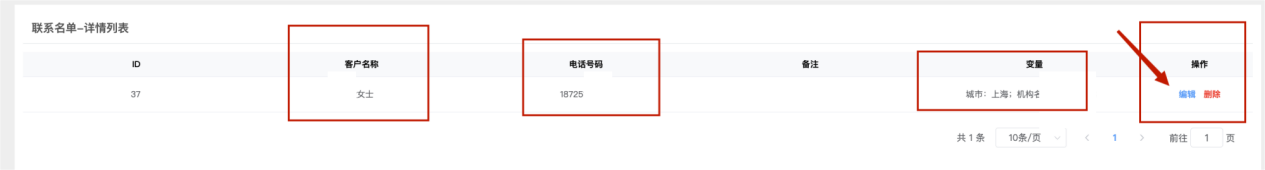 联系名单-详情列表
ID 客户名称 电话号码 备注 变量 操作
37 女士 18725 城市：上海；机构名 编辑 删除
共 1 条 10条/页 < 1 > 前往 1 页